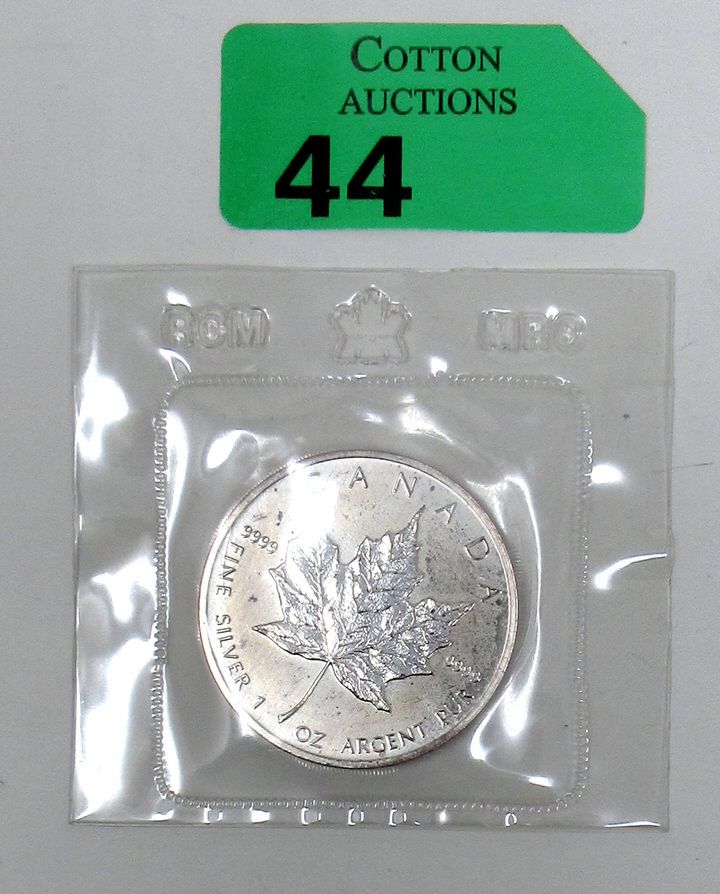 COTTON
AUCTIONS
44
RCM MRC
CANADA
9999
FINE SILVER 1 OZ ARGENT PUR
9999